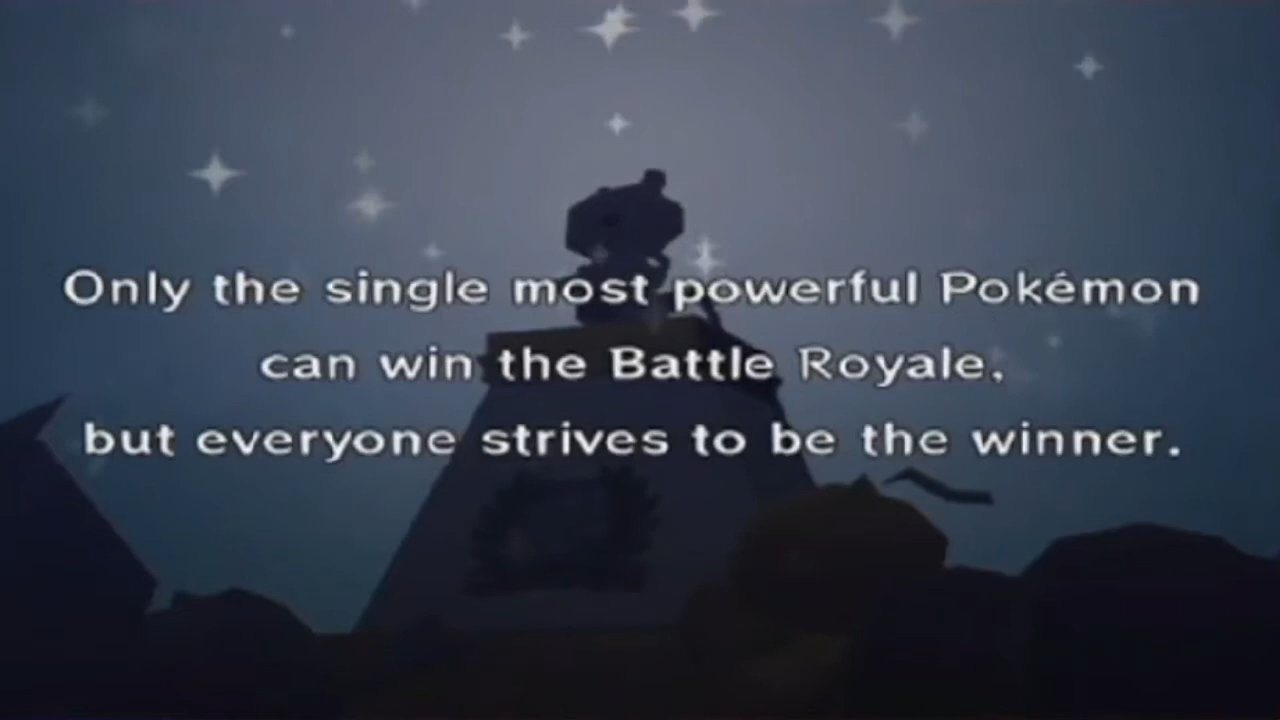 Only the single most powerful Pokémon
can win the Battle Royale,
but everyone strives to be the winner.